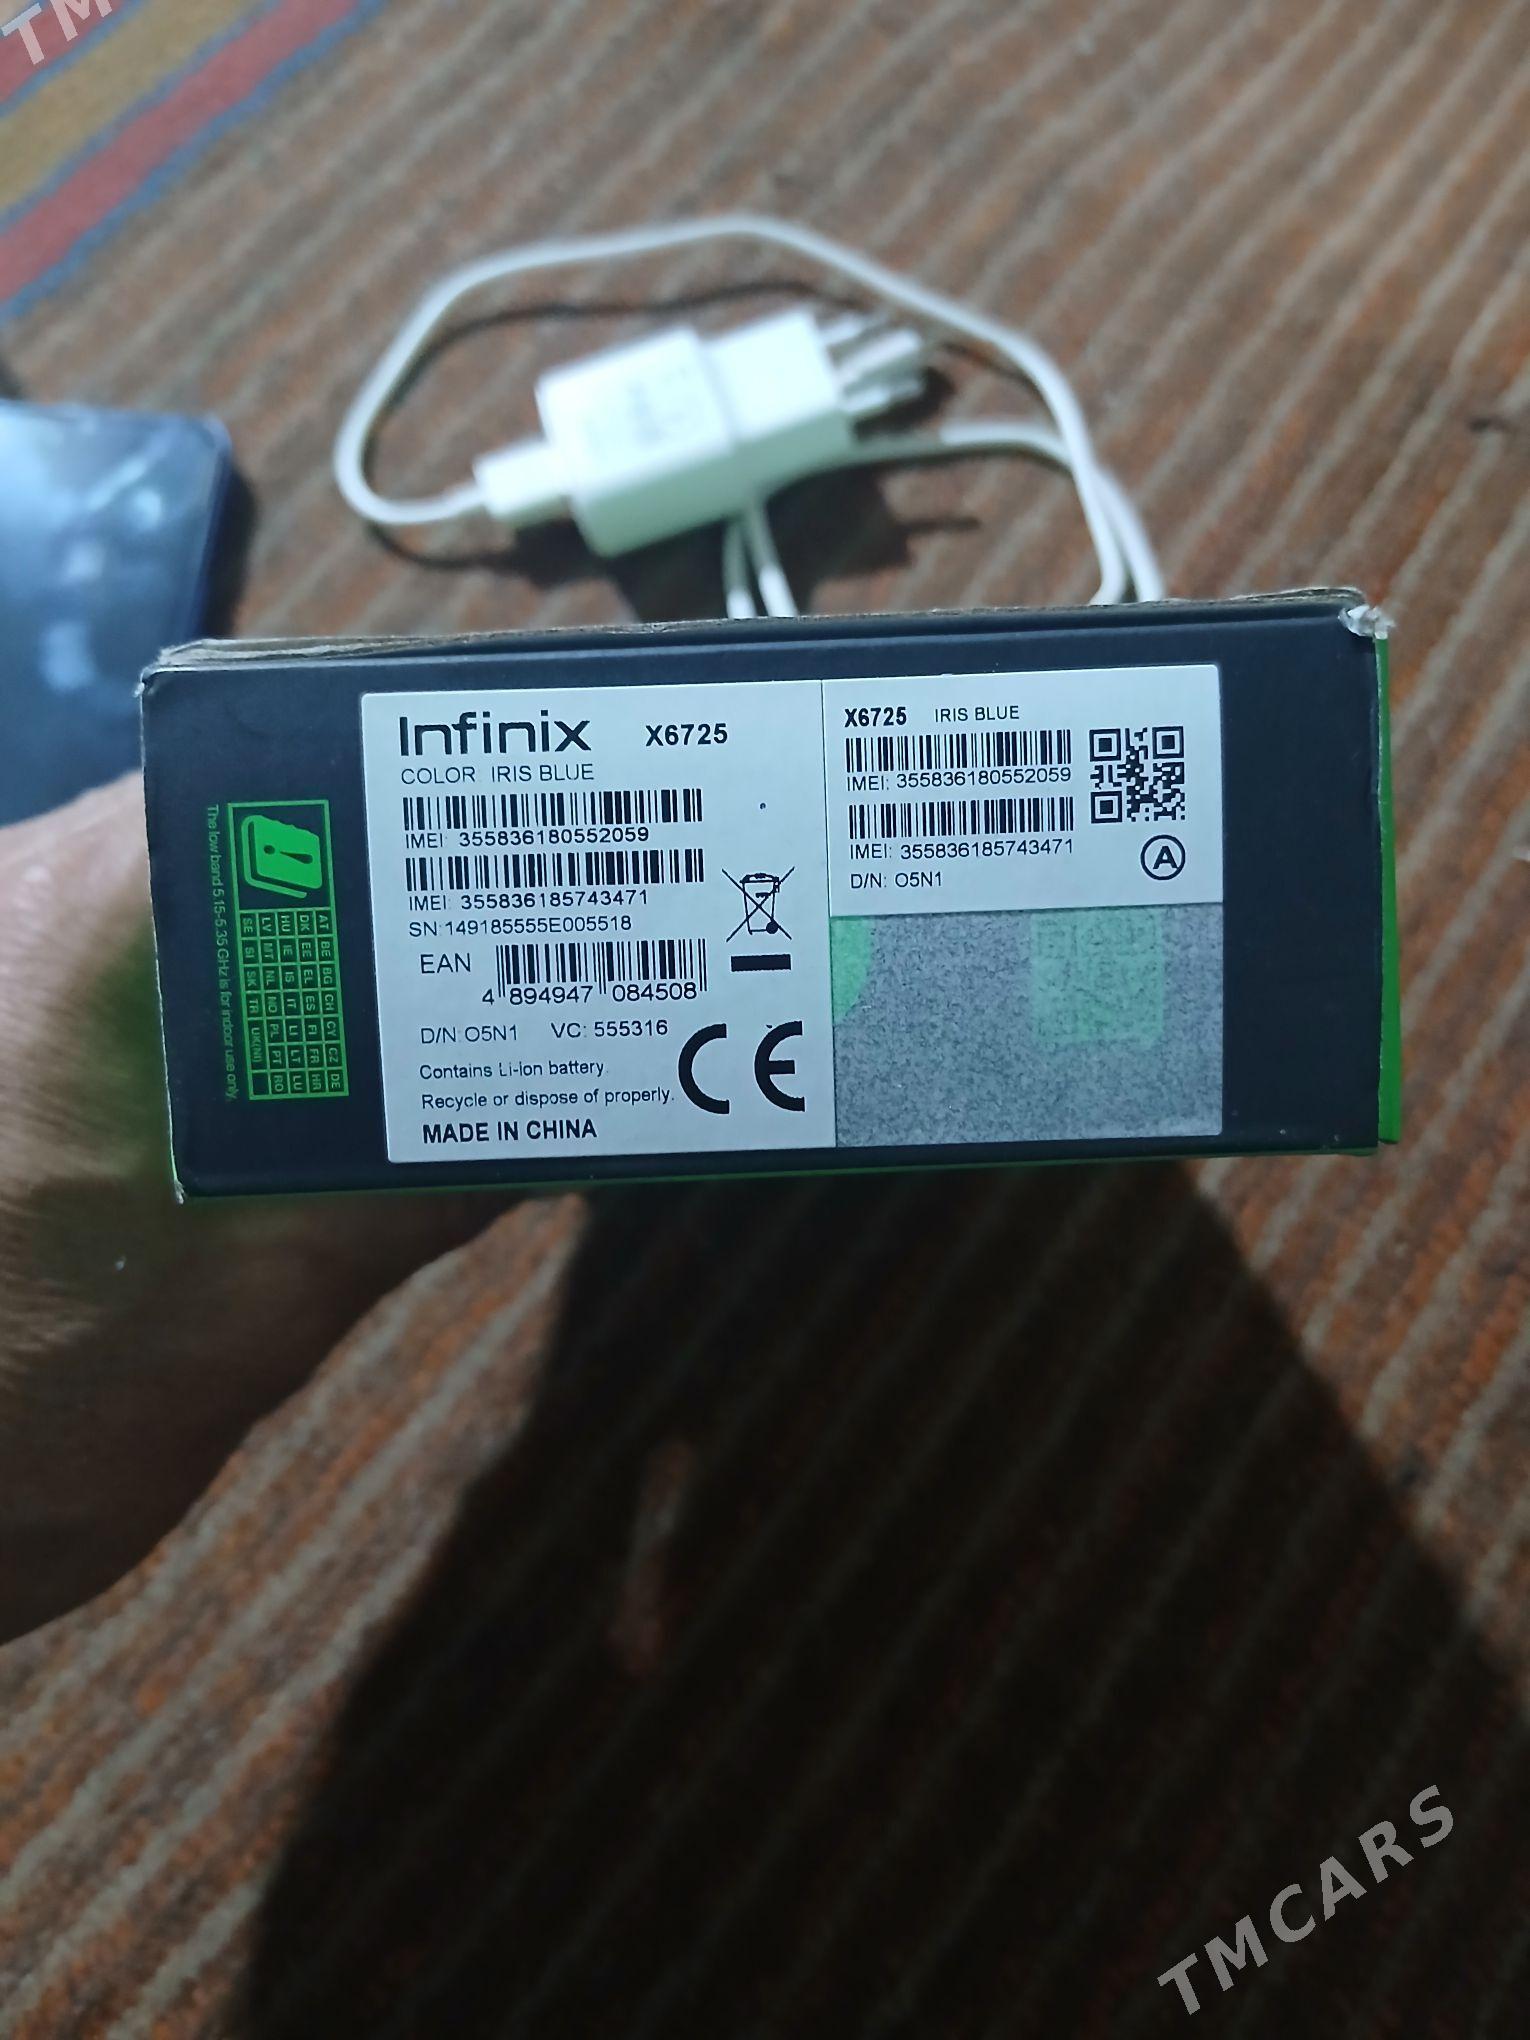 TM
Infinix X6725
COLOR: IRIS BLUE
IMEI: 355836180552059
IMEI: 355836185743471
SN:149185555E005518
EAN
4 894947 084508
D/N:O5N1 VC: 555316
Contains Li-ion battery.
Recycle or dispose of properly.
MADE IN CHINA
CE
X6725 IRIS BLUE
IMEI: 355836180552059
IMEI: 355836185743471
D/N: O5N1
A
The low band 5.15-5.35 GHz is for indoor use only.
AT BE BG CH CY CZ DE
DK EE EL ES FI FR HR
HU IE IS IT LI LT LU
LV MT NL NO PL PT RO
SE SI SK TR UK(NI)
TMCARS